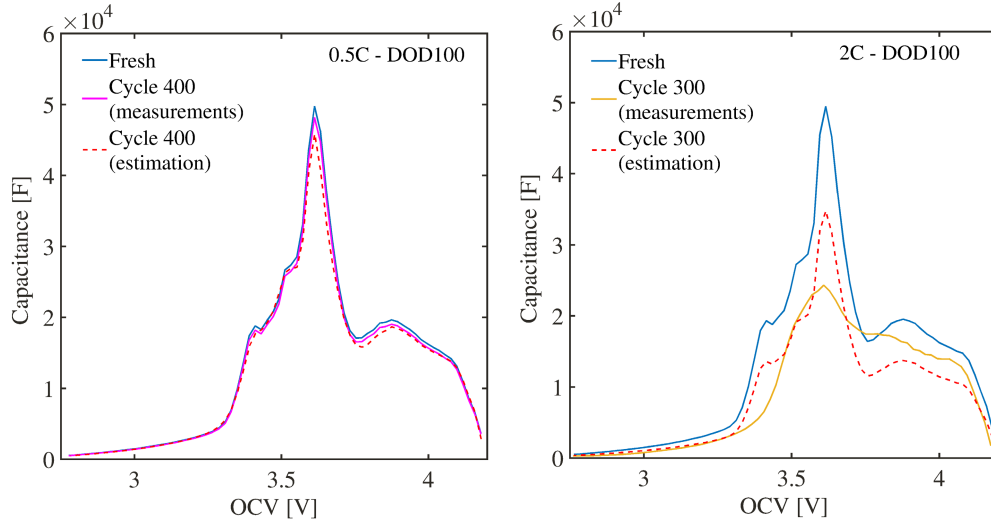 ×10⁴
6
5
4
3
2
1
0
Capacitance [F]
Fresh
Cycle 400
(measurements)
Cycle 400
(estimation)
0.5C - DOD100
3
3.5
4
OCV [V]
×10⁴
6
5
4
3
2
1
0
Capacitance [F]
Fresh
Cycle 300
(measurements)
Cycle 300
(estimation)
2C - DOD100
3
3.5
4
OCV [V]